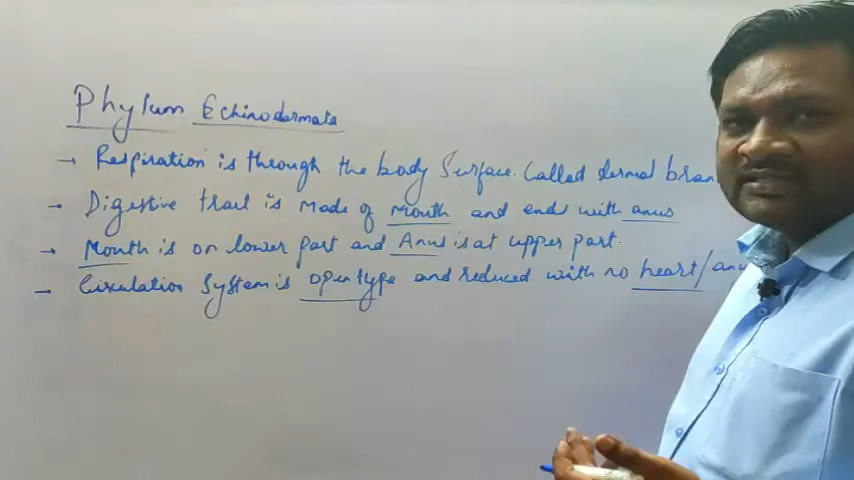 Phylum Echinodermata
→ Respiration is through the body surface. Called dermal bran
→ Digestive trait is made of mouth and end with anus
→ Mouth is on lower part and Anus is at upper part.
→ Circulation system is open type and reduced with no heart/